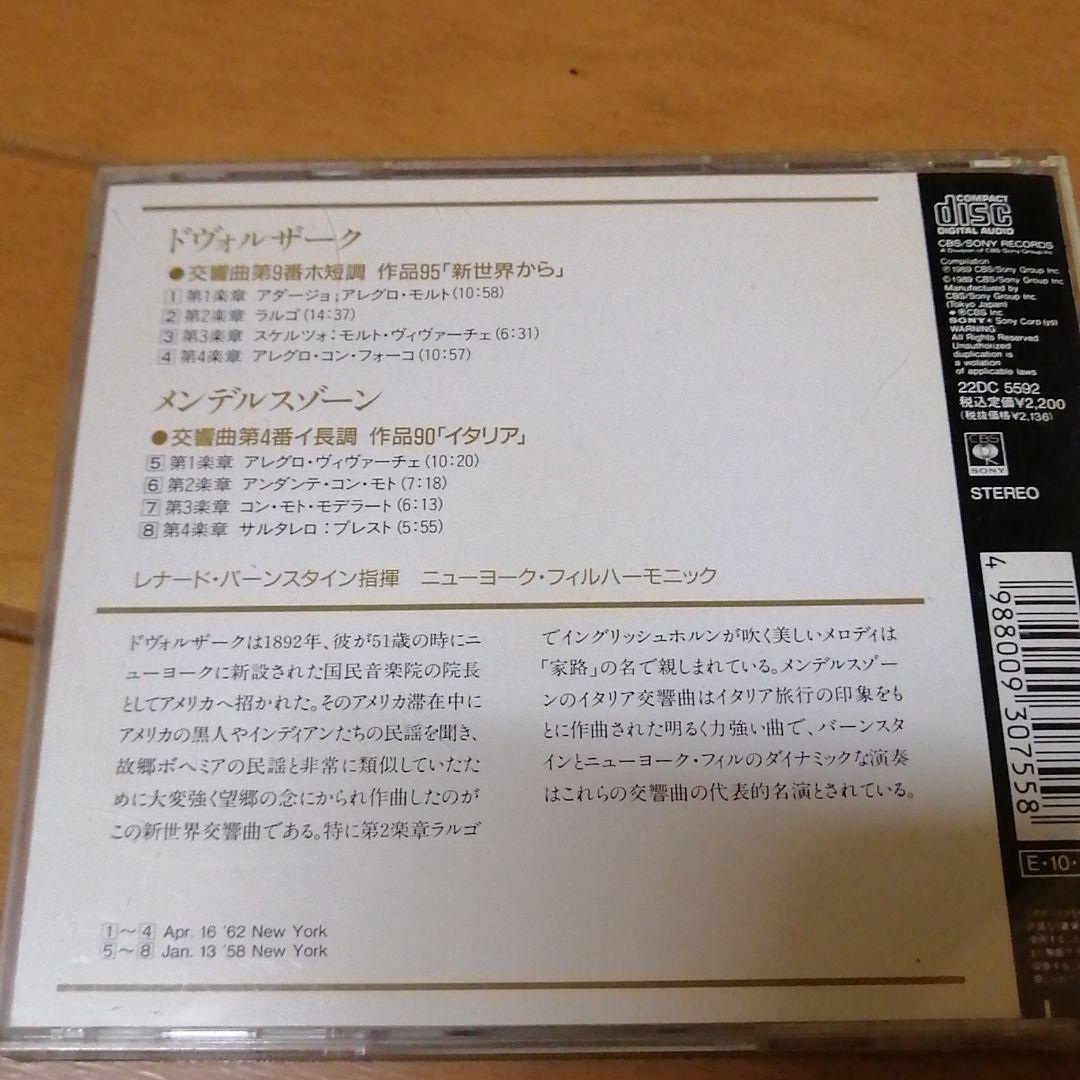 ドヴォルザーク
●交響曲第9番ホ短調 作品95「新世界から」
1 第1楽章 アダージョ;アレグロ・モルト(10:58)
2 第2楽章 ラルゴ(14:37)
3 第3楽章 スケルツォ:モルト・ヴィヴァーチェ(6:31)
4 第4楽章 アレグロ・コン・フォーコ(10:57)
メンデルスゾーン
●交響曲第4番イ長調 作品90「イタリア」
5 第1楽章 アレグロ・ヴィヴァーチェ(10:20)
6 第2楽章 アンダンテ・コン・モト(7:18)
7 第3楽章 コン・モト・モデラート(6:13)
8 第4楽章 サルタレロ:プレスト(5:55)
レナード・バーンスタイン指揮 ニューヨーク・フィルハーモニック
ドヴォルザークは1892年、彼が51歳の時にニ
ューヨークに新設された国民音楽院の院長
としてアメリカへ招かれた。そのアメリカ滞在中に
アメリカの黒人やインディアンたちの民謡を聞き、
故郷ボヘミアの民謡と非常に類似していたた
めに大変強く望郷の念にかられ作曲したのが
この新世界交響曲である。特に第2楽章ラルゴ
でイングリッシュホルンが吹く美しいメロディは
「家路」の名で親しまれている。メンデルスゾー
ンのイタリア交響曲はイタリア旅行の印象をも
とに作曲された明るく力強い曲で、バーンスタ
インとニューヨーク・フィルのダイナミックな演奏
はこれらの交響曲の代表的名演とされている。
1~4 Apr. 16 '62 New York
5~8 Jan. 13 '58 New York
COMPACT
disc
DIGITAL AUDIO
CBS/SONY RECORDS
A Division of CBS/Sony Group Inc.
Compilation
℗1989 CBS/Sony Group Inc.
©1989 CBS/Sony Group Inc.
Manufactured by
CBS/Sony Group Inc.
(Tokyo Japan)
●®CBS Inc
SONY® Sony Corp (ys)
WARNING
All Rights Reserved
Unauthorized
duplication is
a violation
of applicable laws
22DC 5592
税込定価¥2,200
(税抜価格¥2,136)
CBS
SONY
STEREO
4 988009 307558
E・10・